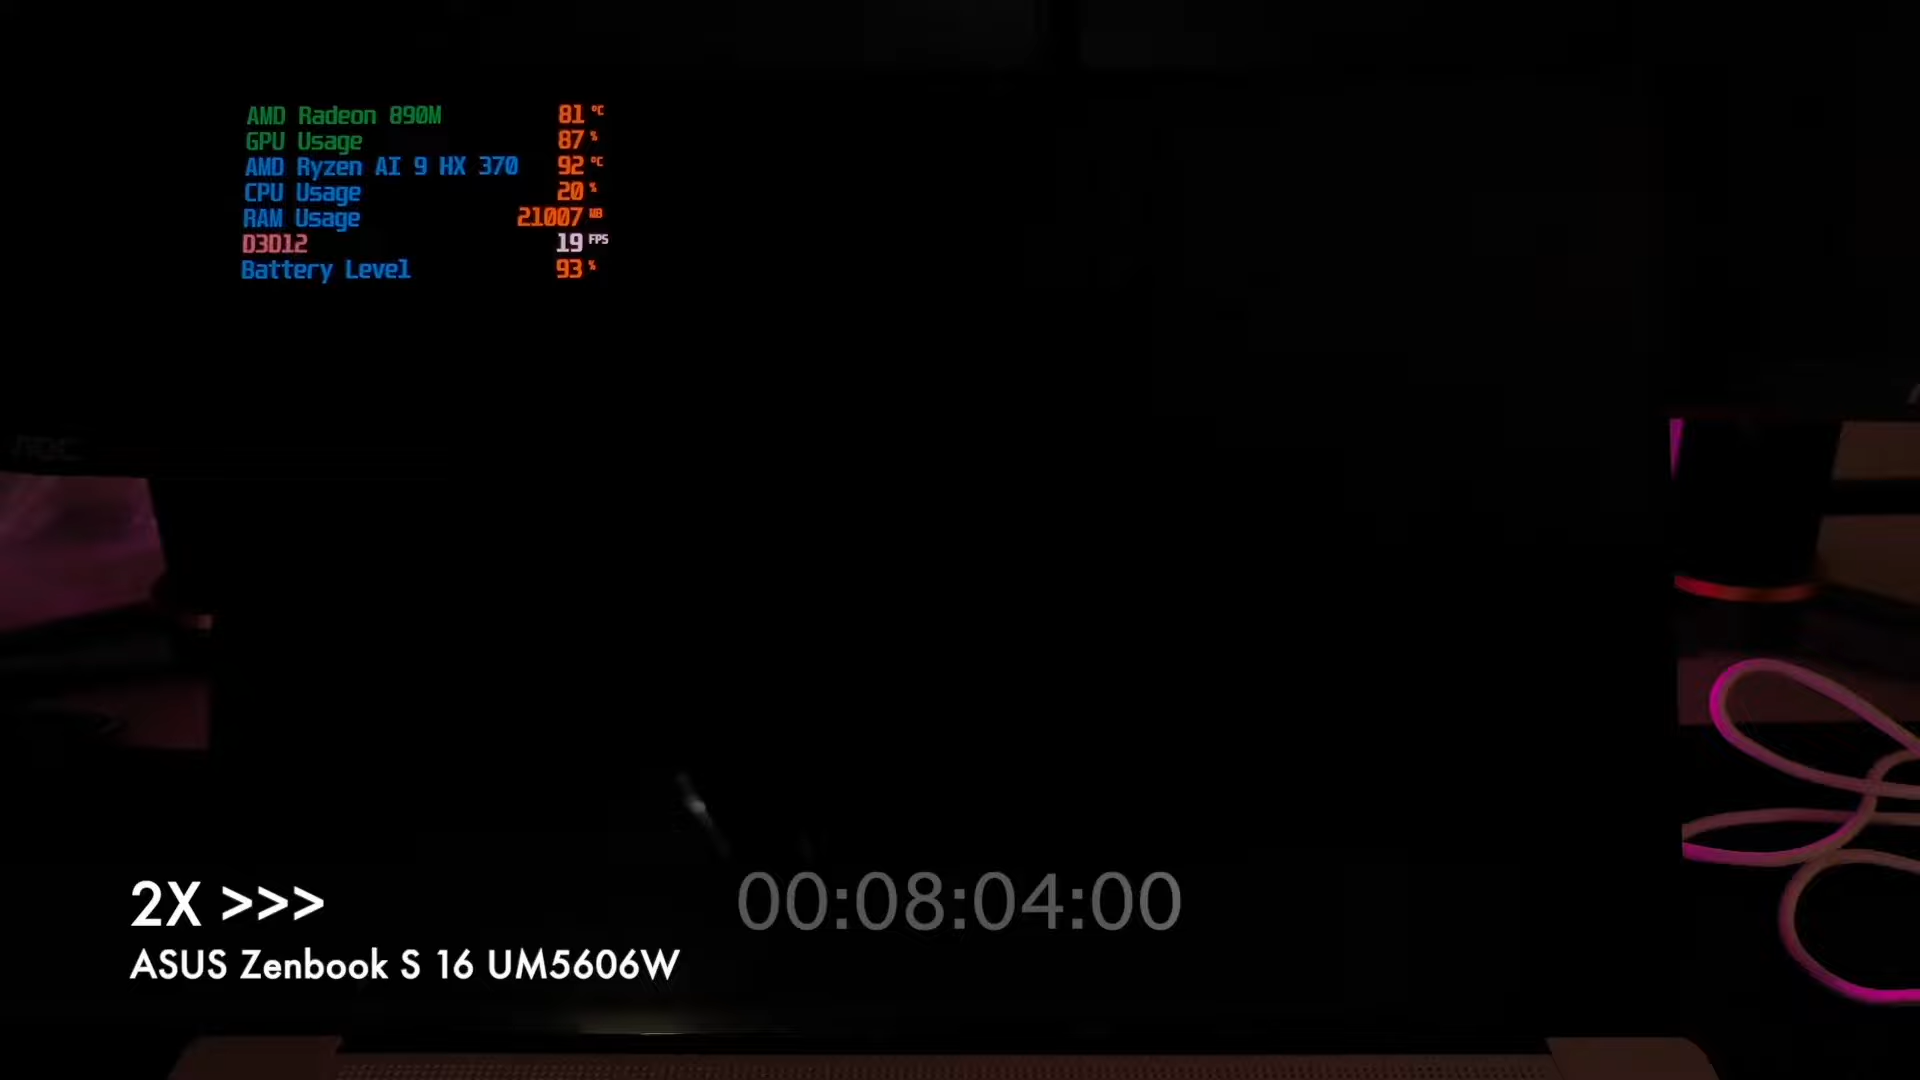 AMD Radeon 890M 81 °C
GPU Usage 87 %
AMD Ryzen AI 9 HX 370 92 °C
CPU Usage 20 %
RAM Usage 21007 MB
D3D12 19 FPS
Battery Level 93 %
AOC
2X >>>
00:08:04:00
ASUS Zenbook S 16 UM5606W